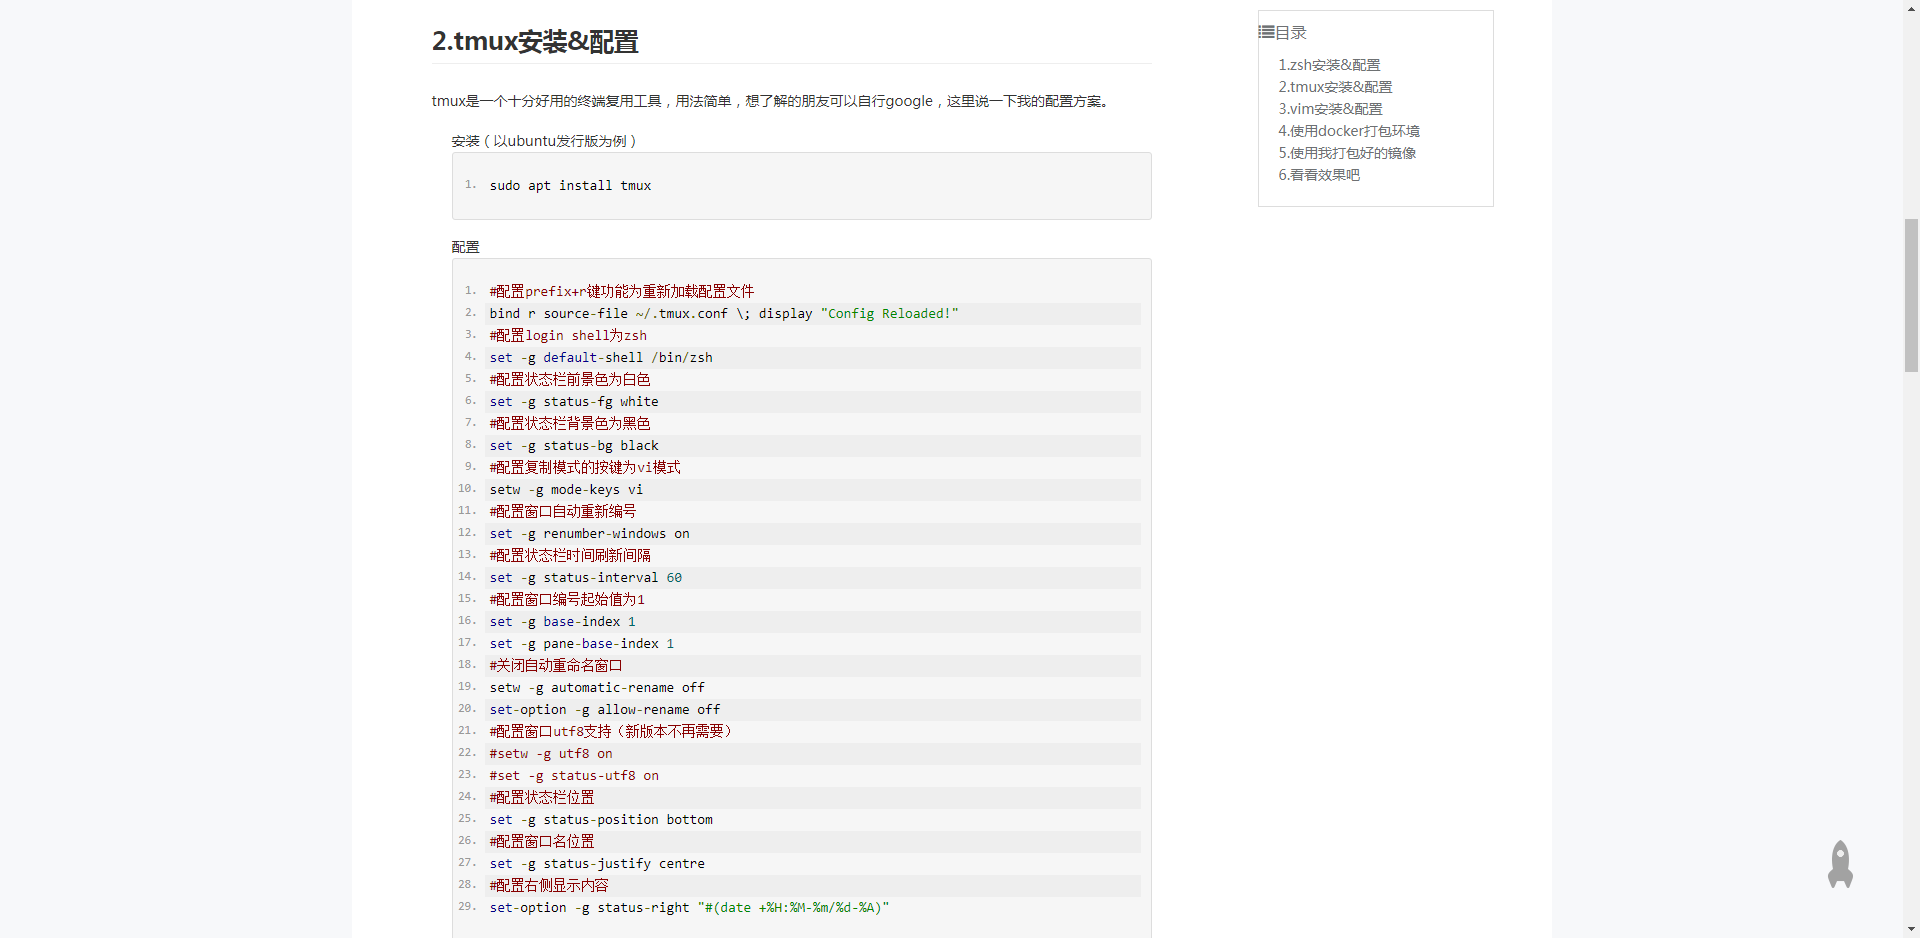 2.tmux安装&配置
tmux是一个十分好用的终端复用工具，用法简单，想了解的朋友可以自行google，这里说一下我的配置方案。
安装（以ubuntu发行版为例）
1. sudo apt install tmux
配置
1. #配置prefix+r键功能为重新加载配置文件
2. bind r source-file ~/.tmux.conf \; display "Config Reloaded!"
3. #配置login shell为zsh
4. set -g default-shell /bin/zsh
5. #配置状态栏前景色为白色
6. set -g status-fg white
7. #配置状态栏背景色为黑色
8. set -g status-bg black
9. #配置复制模式的按键为vi模式
10. setw -g mode-keys vi
11. #配置窗口自动重新编号
12. set -g renumber-windows on
13. #配置状态栏时间刷新间隔
14. set -g status-interval 60
15. #配置窗口编号起始值为1
16. set -g base-index 1
17. set -g pane-base-index 1
18. #关闭自动重命名窗口
19. setw -g automatic-rename off
20. set-option -g allow-rename off
21. #配置窗口utf8支持（新版本不再需要）
22. #setw -g utf8 on
23. #set -g status-utf8 on
24. #配置状态栏位置
25. set -g status-position bottom
26. #配置窗口名位置
27. set -g status-justify centre
28. #配置右侧显示内容
29. set-option -g status-right "#(date +%H:%M-%m/%d-%A)"
目录
1.zsh安装&配置
2.tmux安装&配置
3.vim安装&配置
4.使用docker打包环境
5.使用我打包好的镜像
6.看看效果吧